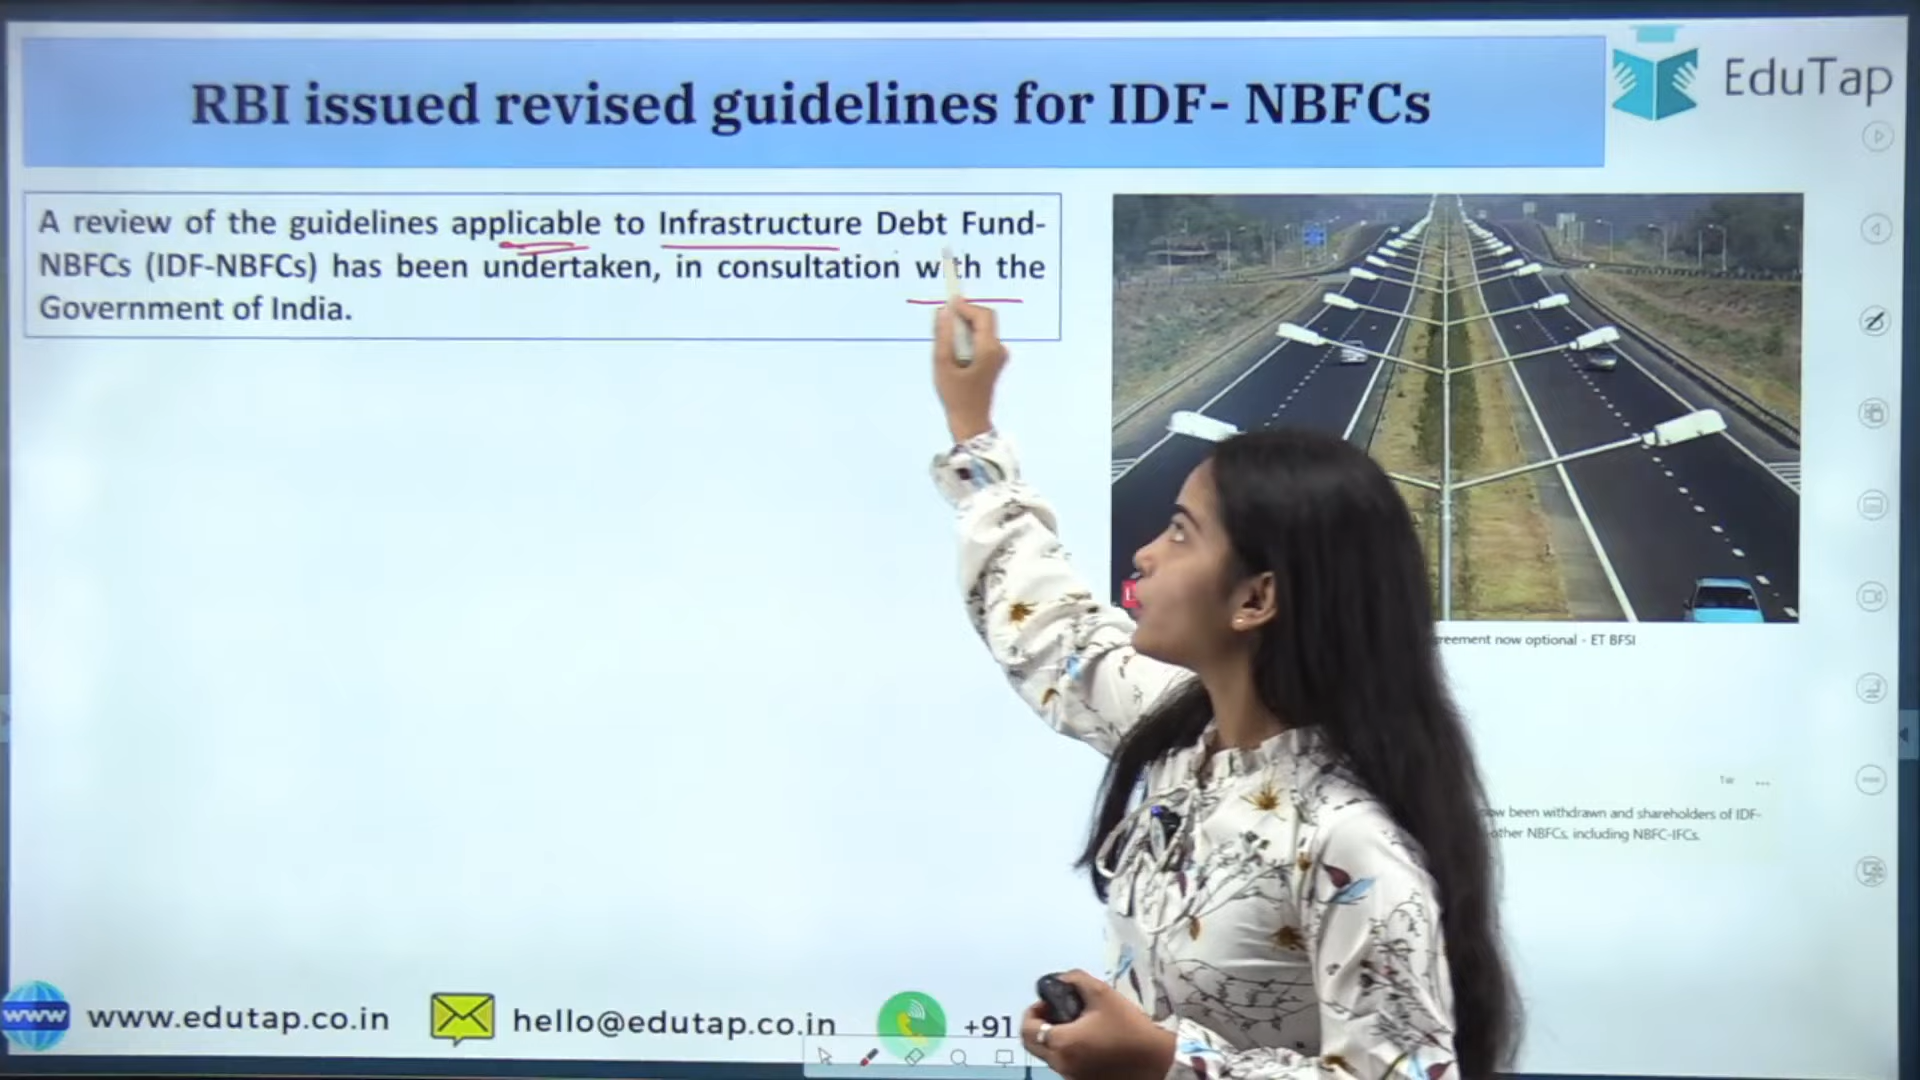 RBI issued revised guidelines for IDF- NBFCs
EduTap
A review of the guidelines applicable to Infrastructure Debt Fund-
NBFCs (IDF-NBFCs) has been undertaken, in consultation with the
Government of India.
now optional - ET BFSI
1w ...
been withdrawn and shareholders of IDF-
other NBFCs, including NBFC-IFCs.
www
www.edutap.co.in
hello@edutap.co.in
+91